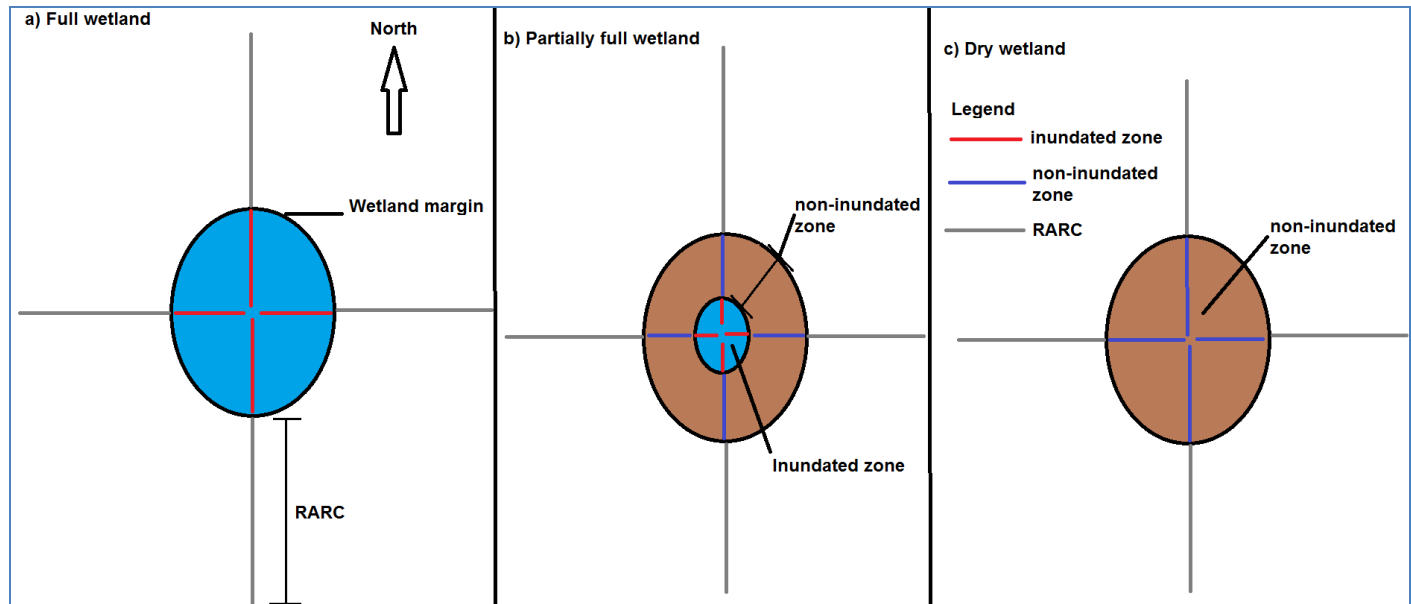 a) Full wetland
North
Wetland margin
RARC
b) Partially full wetland
non-inundated
zone
Inundated zone
c) Dry wetland
Legend
inundated zone
non-inundated
zone
RARC
non-inundated
zone